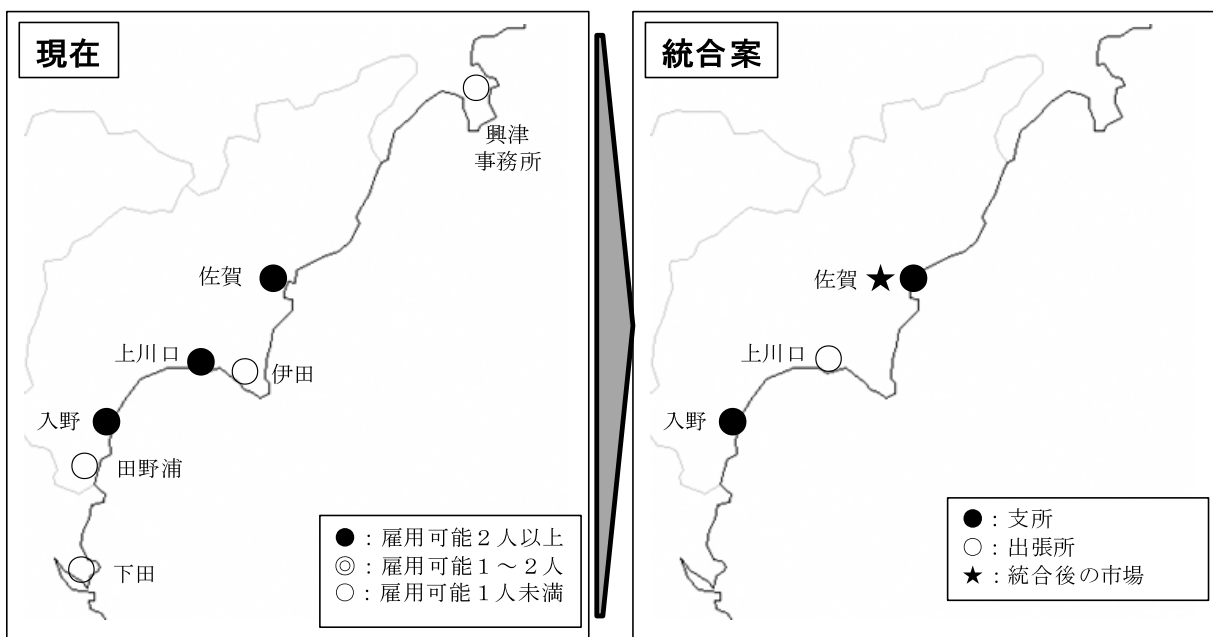 現在
興津
事務所
佐賀
上川口
伊田
入野
田野浦
下田
●：雇用可能２人以上
◎：雇用可能１～２人
○：雇用可能１人未満
統合案
佐賀
上川口
入野
●：支所
○：出張所
★：統合後の市場